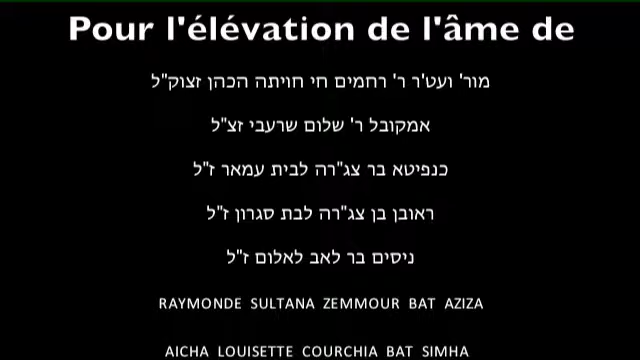 Pour l'élévation de l'âme de
מור' ועט'ר ר' רחמים חי חויתה הכהן זצוק"ל
אמקובל ר' שלום שרעבי זצ"ל
כנפיטא בר צג"רה לבית עמאר ז"ל
ראובן בן צג"רה לבת סגרון ז"ל
ניסים בר לאב לאלום ז"ל
RAYMONDE SULTANA ZEMMOUR BAT AZIZA
AICHA LOUISETTE COURCHIA BAT SIMHA